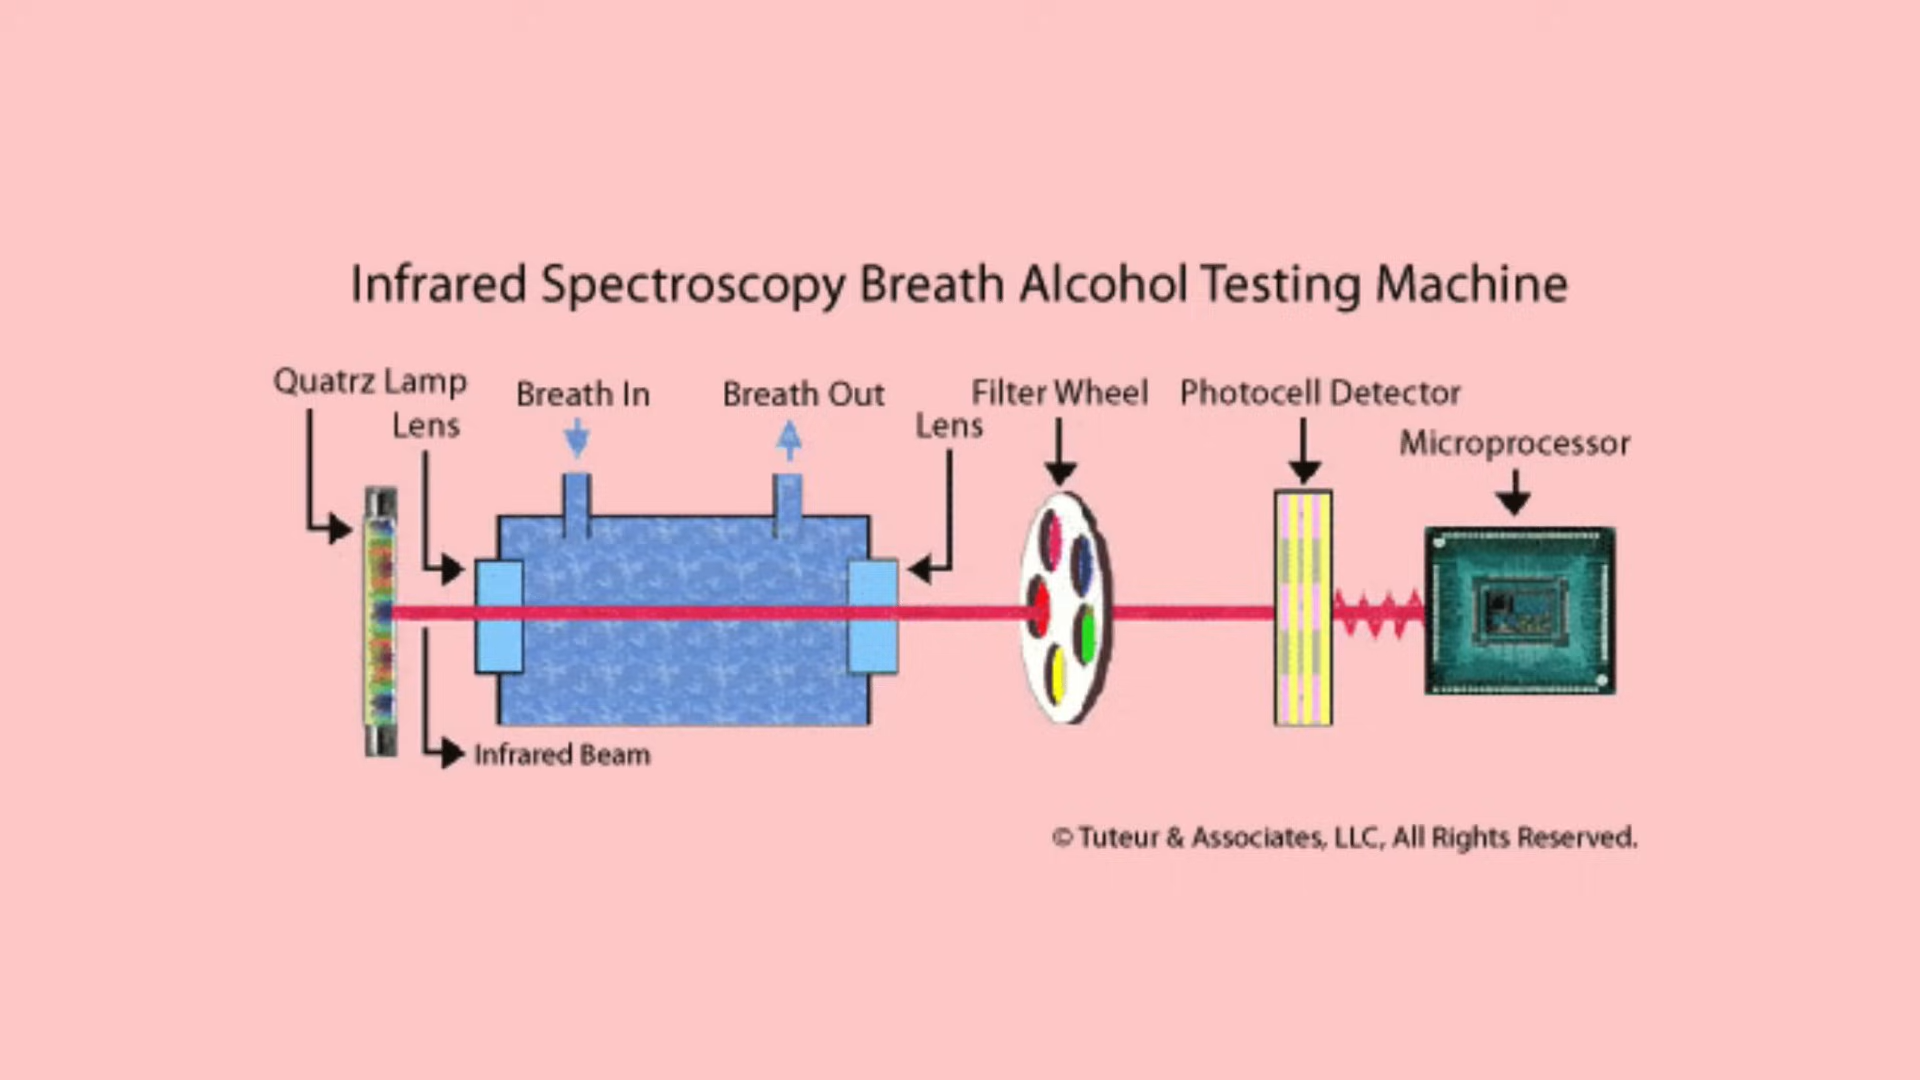 Infrared Spectroscopy Breath Alcohol Testing Machine
Quatrz Lamp
Lens
Breath In
Breath Out
Lens
Filter Wheel
Photocell Detector
Microprocessor
Infrared Beam
© Tuteur & Associates, LLC, All Rights Reserved.